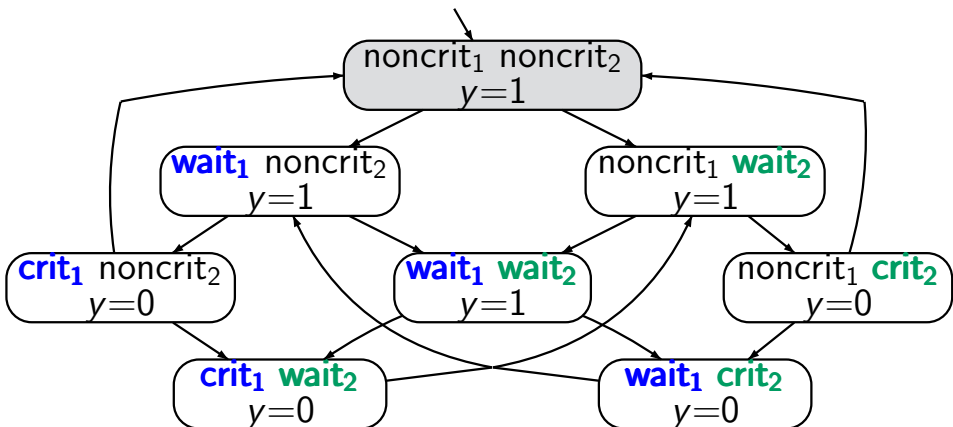 noncrit₁ noncrit₂
y=1
wait₁ noncrit₂
y=1
noncrit₁ wait₂
y=1
crit₁ noncrit₂
y=0
wait₁ wait₂
y=1
noncrit₁ crit₂
y=0
crit₁ wait₂
y=0
wait₁ crit₂
y=0